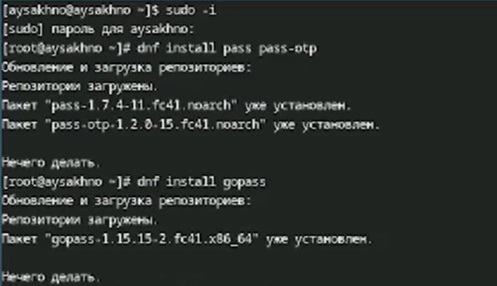 [aysakhno@aysakhno ~]$ sudo -i
[sudo] пароль для aysakhno:
[root@aysakhno ~]# dnf install pass pass-otp
Обновление и загрузка репозиториев:
Репозитории загружены.
Пакет "pass-1.7.4-11.fc41.noarch" уже установлен.
Пакет "pass-otp-1.2.0-15.fc41.noarch" уже установлен.
Нечего делать.
[root@aysakhno ~]# dnf install gopass
Обновление и загрузка репозиториев:
Репозитории загружены.
Пакет "gopass-1.15.15-2.fc41.x86_64" уже установлен.
Нечего делать.